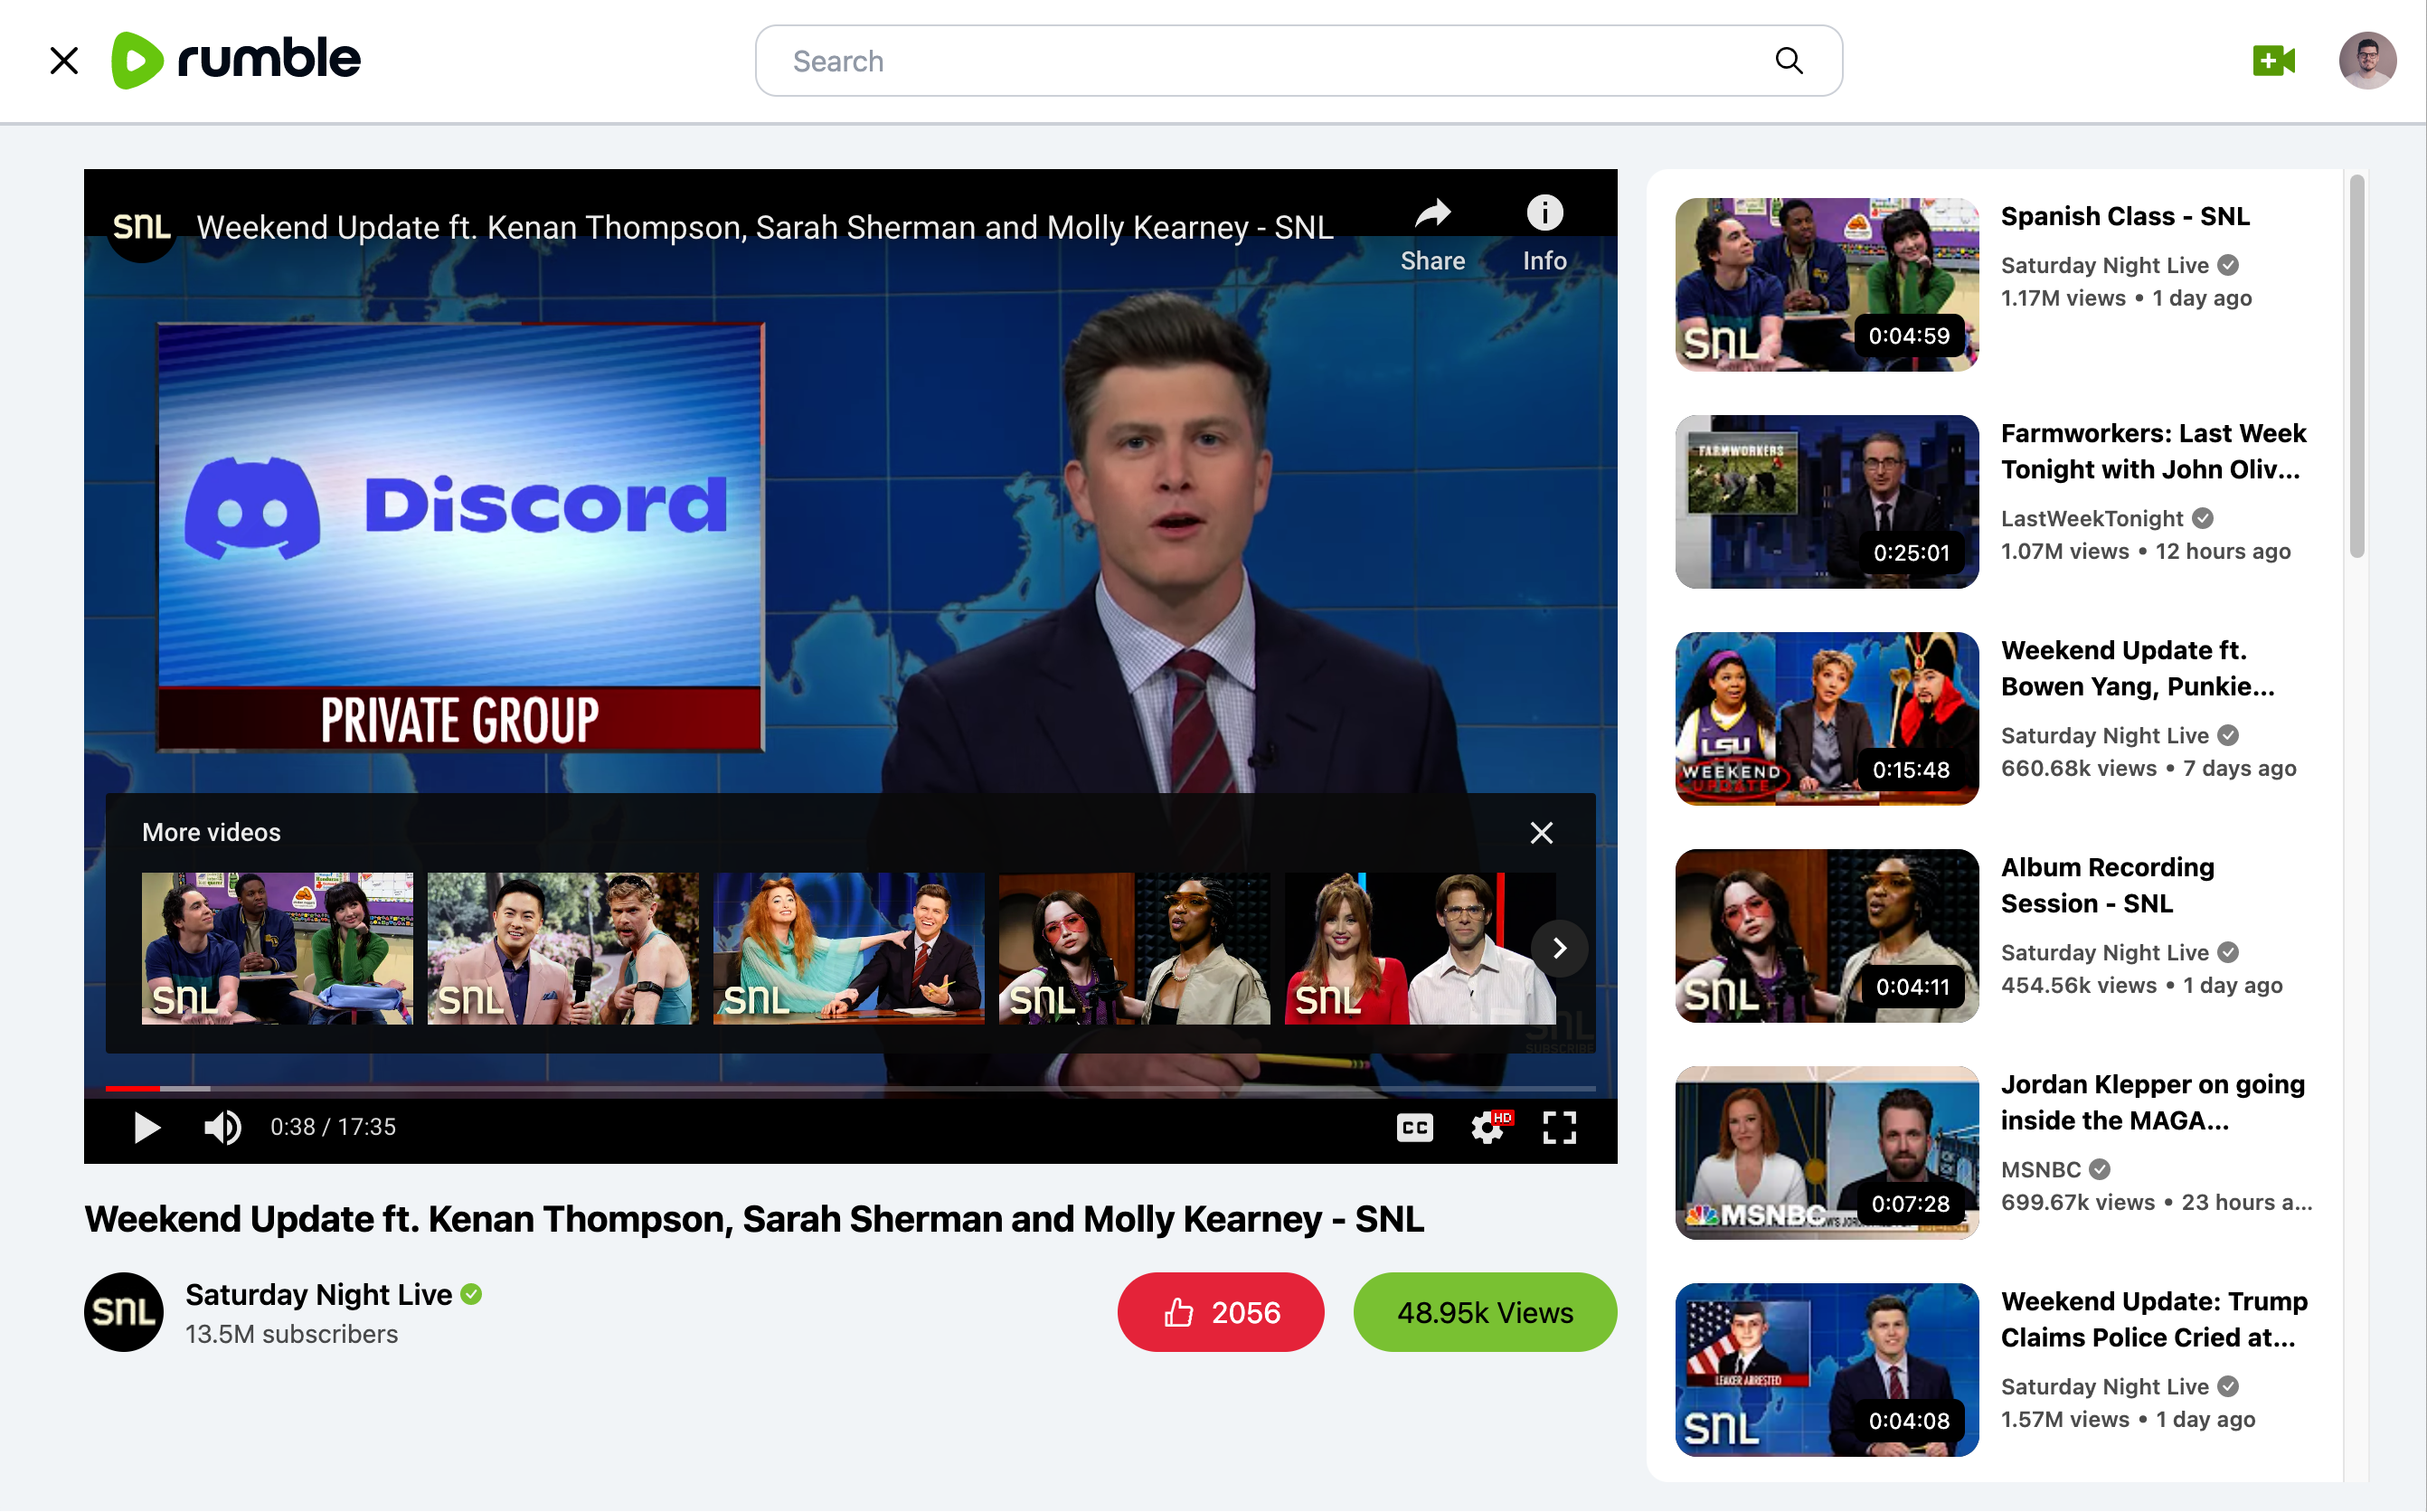 rumble
Search
SNL
Weekend Update ft. Kenan Thompson, Sarah Sherman and Molly Kearney - SNL
Share
Info
Discord
PRIVATE GROUP
More videos
SNL
SNL
SNL
SNL
SNL
SNL
SUBSCRIBE
0:38 / 17:35
CC
HD
Weekend Update ft. Kenan Thompson, Sarah Sherman and Molly Kearney - SNL
SNL
Saturday Night Live
13.5M subscribers
2056
48.95k Views
SNL
0:04:59
Spanish Class - SNL
Saturday Night Live
1.17M views • 1 day ago
FARMWORKERS
0:25:01
Farmworkers: Last Week
Tonight with John Oliv...
LastWeekTonight
1.07M views • 12 hours ago
LSU
WEEKEND
UPDATE
0:15:48
Weekend Update ft.
Bowen Yang, Punkie...
Saturday Night Live
660.68k views • 7 days ago
SNL
0:04:11
Album Recording
Session - SNL
Saturday Night Live
454.56k views • 1 day ago
MSNBC
0:07:28
Jordan Klepper on going
inside the MAGA...
MSNBC
699.67k views • 23 hours a...
LEAKER ARRESTED
SNL
0:04:08
Weekend Update: Trump
Claims Police Cried at...
Saturday Night Live
1.57M views • 1 day ago